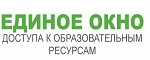 ЕДИНОЕ ОКНО
ДОСТУПА К ОБРАЗОВАТЕЛЬНЫМ
РЕСУРСАМ